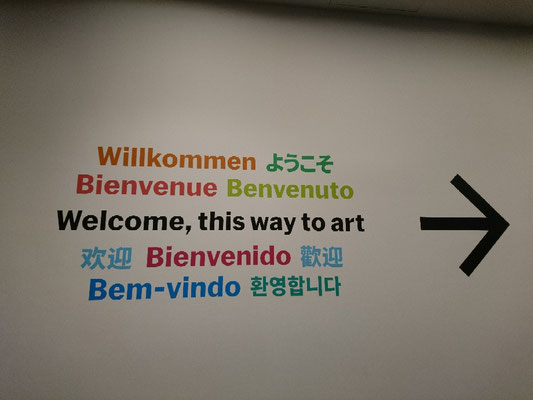 Willkommen ようこそ
Bienvenue Benvenuto
Welcome, this way to art
欢迎 Bienvenido 歡迎
Bem-vindo 환영합니다